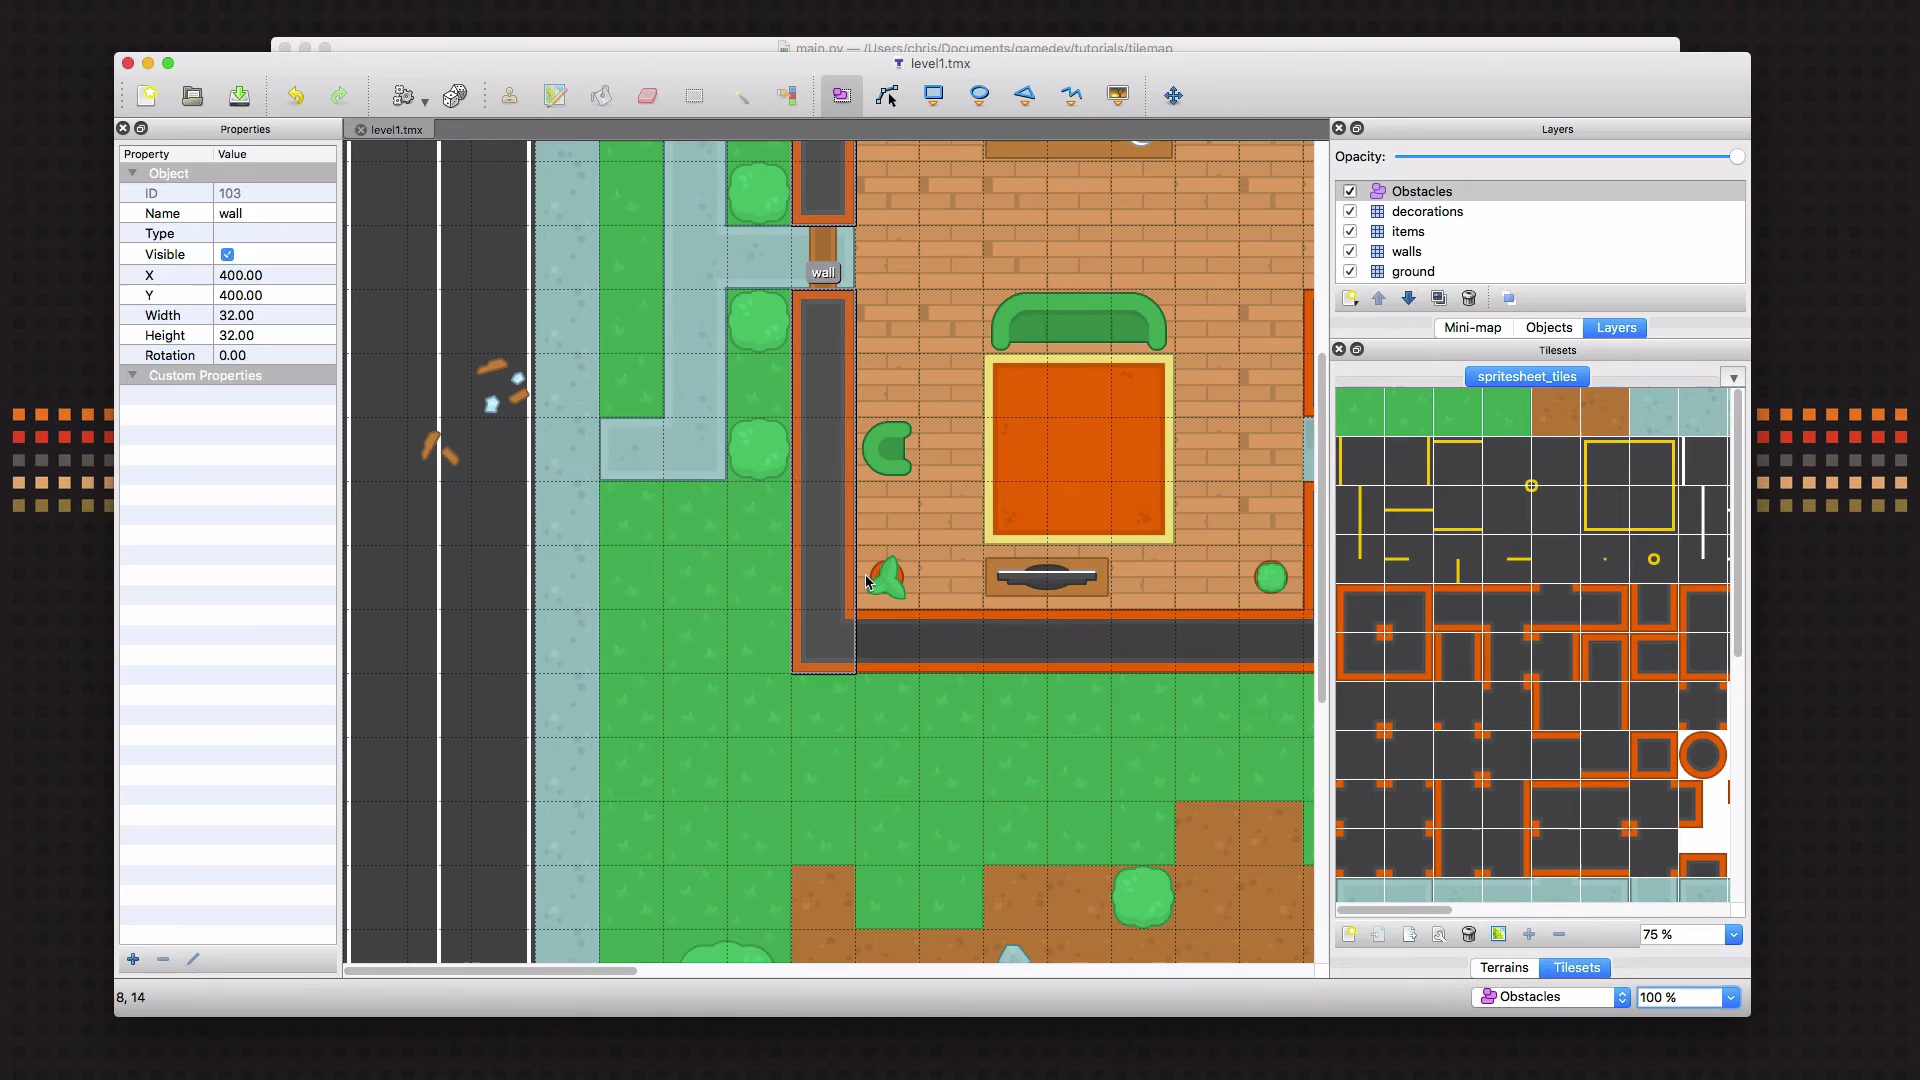 main.py — /Users/chris/Documents/gamedev/tutorials/tilemap
level1.tmx
Properties
level1.tmx
Layers
Property Value
Opacity:
Object
ID 103
Name wall
Type
Visible
X 400.00
Y 400.00
Width 32.00
Height 32.00
Rotation 0.00
Custom Properties
wall
Obstacles
decorations
items
walls
ground
Mini-map Objects Layers
Tilesets
spritesheet_tiles
75 %
Terrains Tilesets
8, 14
Obstacles 100 %